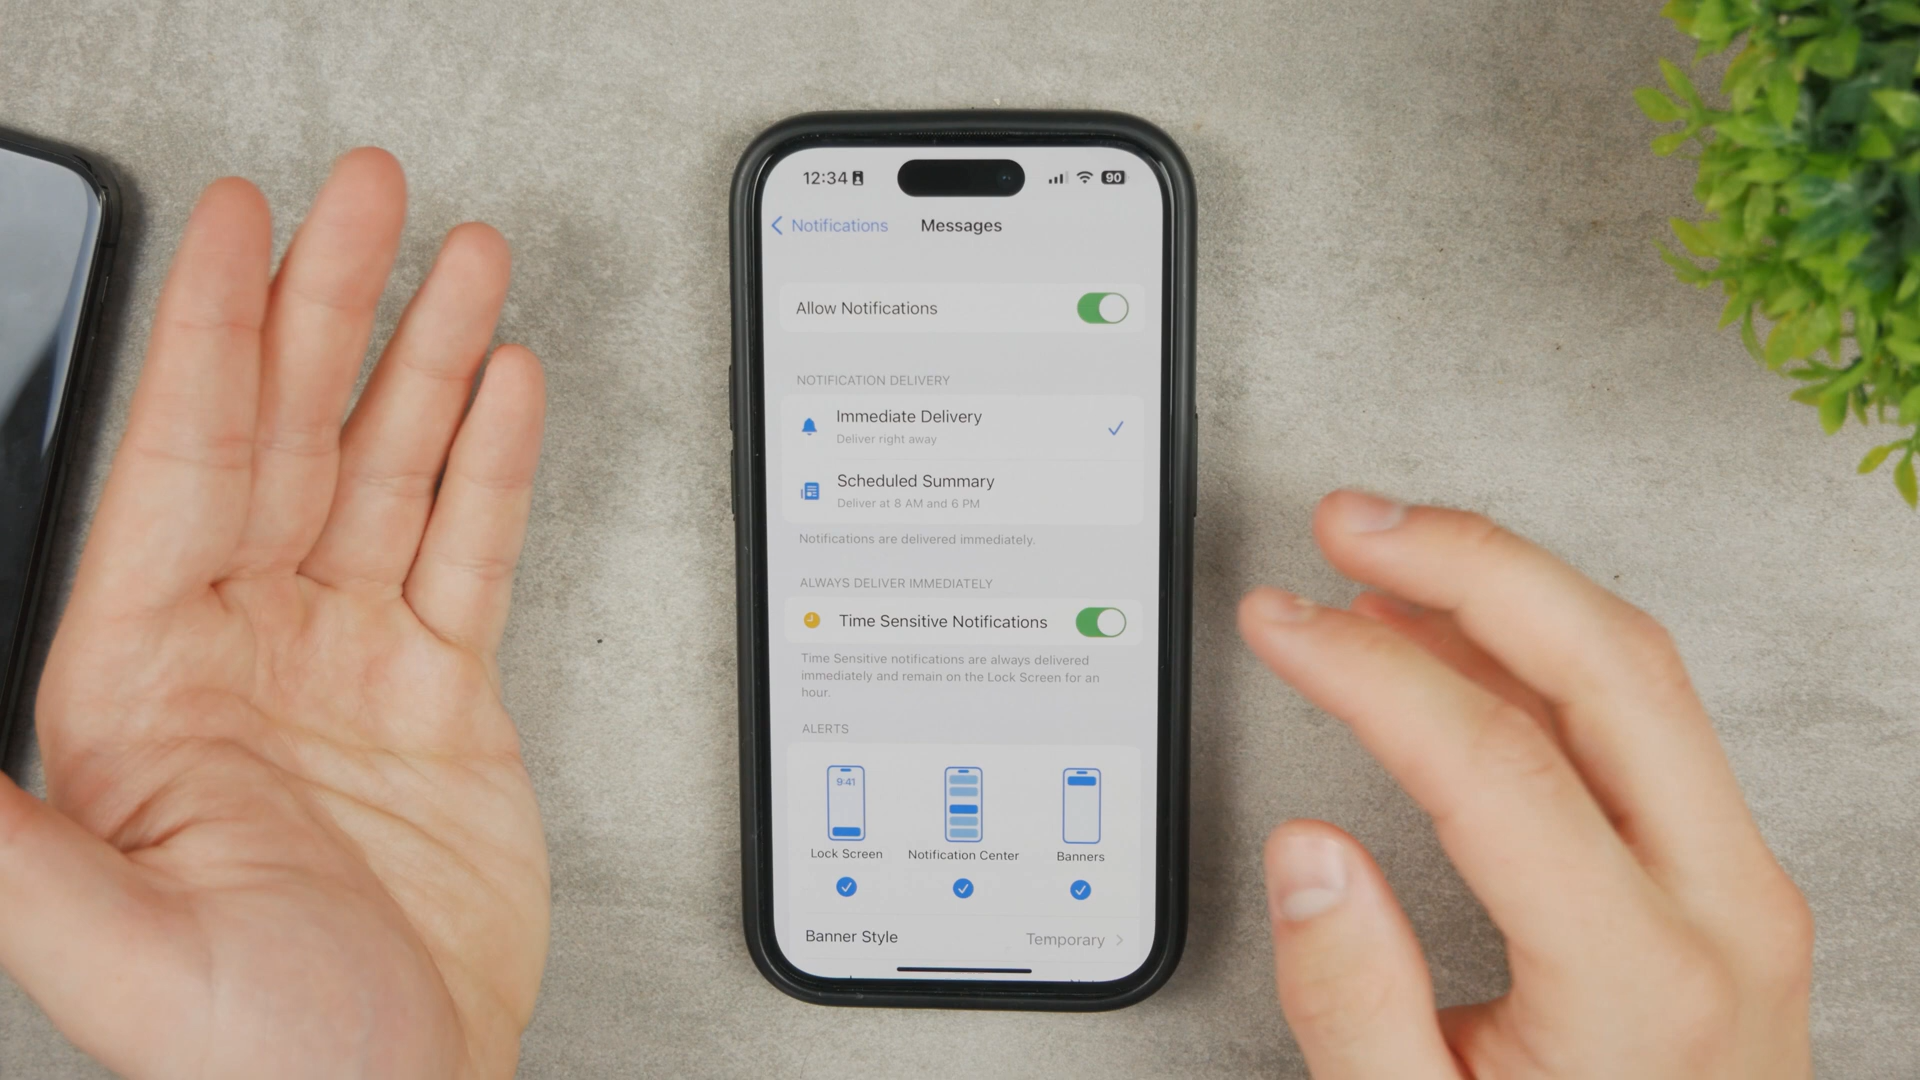 12:34
90
Notifications
Messages
Allow Notifications
NOTIFICATION DELIVERY
Immediate Delivery
Deliver right away
Scheduled Summary
Deliver at 8 AM and 6 PM
Notifications are delivered immediately.
ALWAYS DELIVER IMMEDIATELY
Time Sensitive Notifications
Time Sensitive notifications are always delivered
immediately and remain on the Lock Screen for an
hour.
ALERTS
9:41
Lock Screen
Notification Center
Banners
Banner Style
Temporary